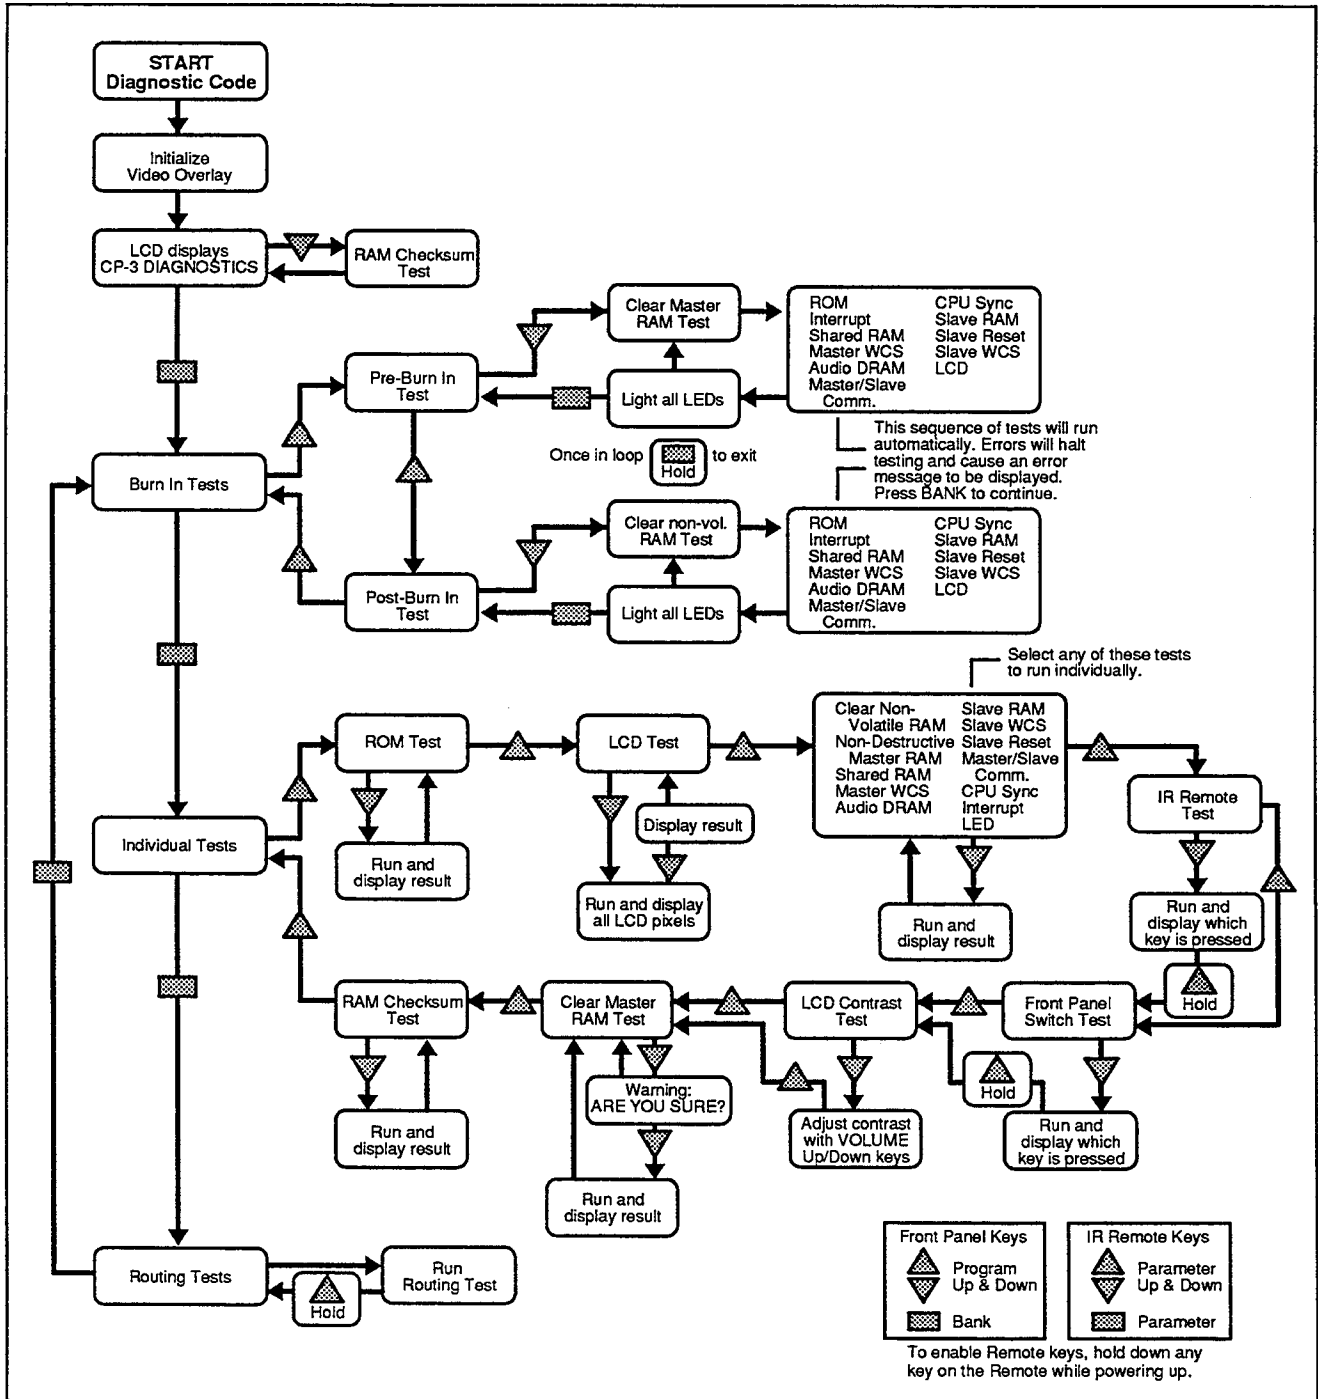 START
Diagnostic Code
Initialize
Video Overlay
LCD displays
CP-3 DIAGNOSTICS
RAM Checksum
Test
Clear Master
RAM Test
ROM
Interrupt
Shared RAM
Master WCS
Audio DRAM
Master/Slave
Comm.
CPU Sync
Slave RAM
Slave Reset
Slave WCS
LCD
Pre-Burn In
Test
Light all LEDs
This sequence of tests will run
automatically. Errors will halt
testing and cause an error
message to be displayed.
Press BANK to continue.
Once in loop
Hold
to exit
Burn In Tests
Clear non-vol.
RAM Test
ROM
Interrupt
Shared RAM
Master WCS
Audio DRAM
Master/Slave
Comm.
CPU Sync
Slave RAM
Slave Reset
Slave WCS
LCD
Post-Burn In
Test
Light all LEDs
Select any of these tests
to run individually.
ROM Test
LCD Test
Clear Non-
Volatile RAM
Non-Destructive
Master RAM
Shared RAM
Master WCS
Audio DRAM
Slave RAM
Slave WCS
Slave Reset
Master/Slave
Comm.
CPU Sync
Interrupt
LED
IR Remote
Test
Individual Tests
Run and
display result
Display result
Run and display
all LCD pixels
Run and
display result
Run and
display which
key is pressed
Hold
RAM Checksum
Test
Clear Master
RAM Test
LCD Contrast
Test
Front Panel
Switch Test
Run and
display result
Warning:
ARE YOU SURE?
Run and
display result
Adjust contrast
with VOLUME
Up/Down keys
Hold
Run and
display which
key is pressed
Routing Tests
Run
Routing Test
Hold
Front Panel Keys
Program
Up & Down
Bank
IR Remote Keys
Parameter
Up & Down
Parameter
To enable Remote keys, hold down any
key on the Remote while powering up.